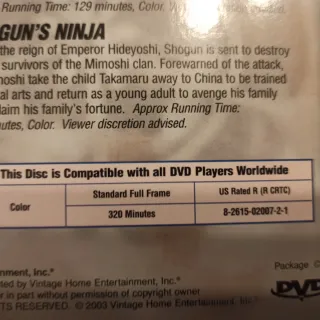 Running Time: 129 minutes, Color,
GUN'S NINJA
the reign of Emperor Hideyoshi, Shogun is sent to destroy
survivors of the Mimoshi clan. Forewarned of the attack,
noshi take the child Takamaru away to China to be trained
al arts and return as a young adult to avenge his family
laim his family's fortune. Approx Running Time:
utes, Color. Viewer discretion advised.
This Disc is Compatible with all DVD Players Worldwide
Color
Standard Full Frame
US Rated R (R CRTC)
320 Minutes
8-2615-02007-2-1
nment, Inc.®
Package
ted by Vintage Home Entertainment, Inc.®
or in part without permission of copyright owner
TS RESERVED. © 2003 Vintage Home Entertainment Inc.
DVD